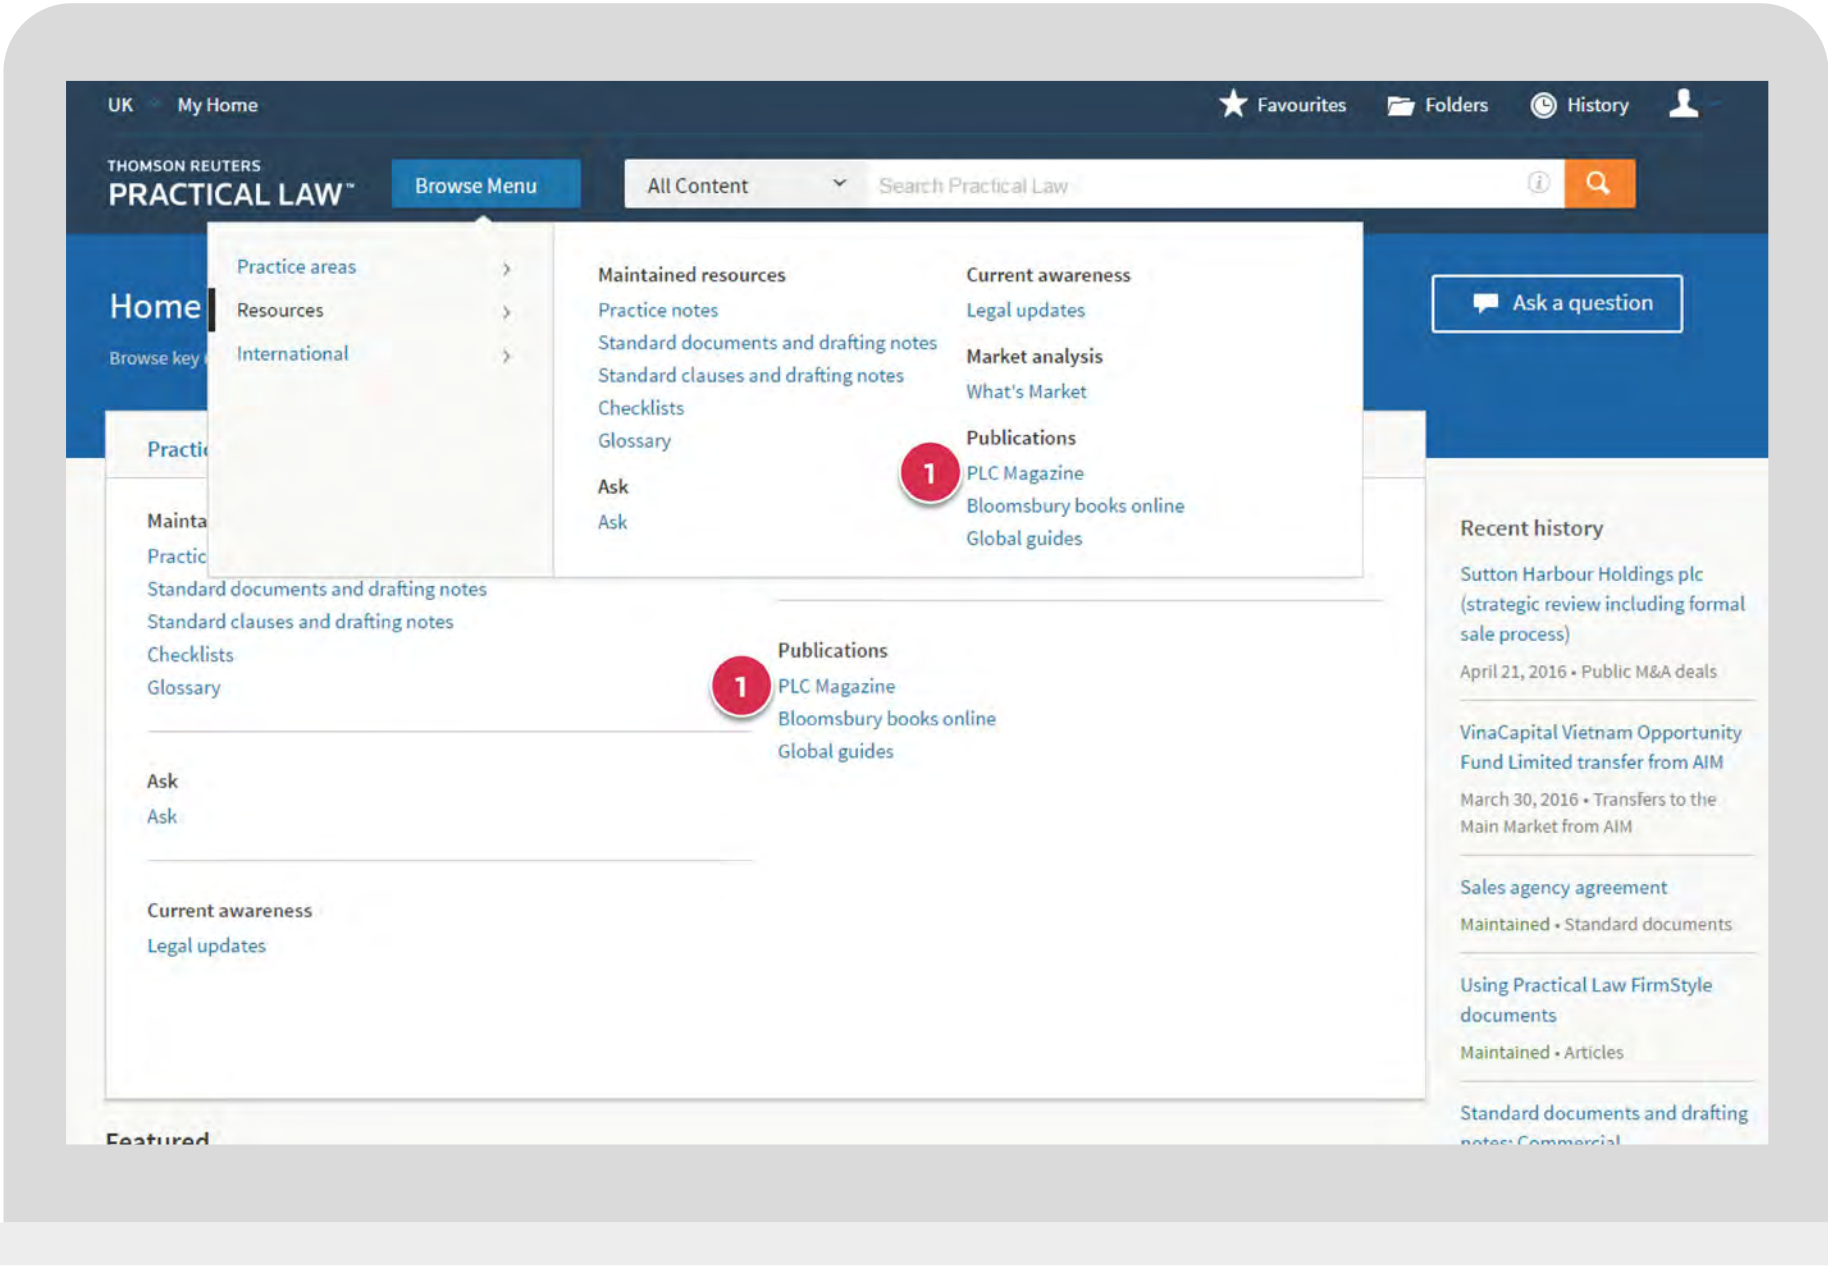 UK My Home Favourites Folders History
THOMSON REUTERS
PRACTICAL LAW™ Browse Menu All Content Search Practical Law
Practice areas
Resources
International
Maintained resources
Practice notes
Standard documents and drafting notes
Standard clauses and drafting notes
Checklists
Glossary
Ask
Ask
Current awareness
Legal updates
Market analysis
What's Market
Publications
1 PLC Magazine
Bloomsbury books online
Global guides
Home
Browse key
Ask a question
Mainta
Standard documents and drafting notes
Standard clauses and drafting notes
Checklists
Glossary
Ask
Ask
Current awareness
Legal updates
Publications
1 PLC Magazine
Bloomsbury books online
Global guides
Recent history
Sutton Harbour Holdings plc
(strategic review including formal
sale process)
April 21, 2016 • Public M&A deals
VinaCapital Vietnam Opportunity
Fund Limited transfer from AIM
March 30, 2016 • Transfers to the
Main Market from AIM
Sales agency agreement
Maintained • Standard documents
Using Practical Law FirmStyle
documents
Maintained • Articles
Standard documents and drafting
notes: Commercial
Featured